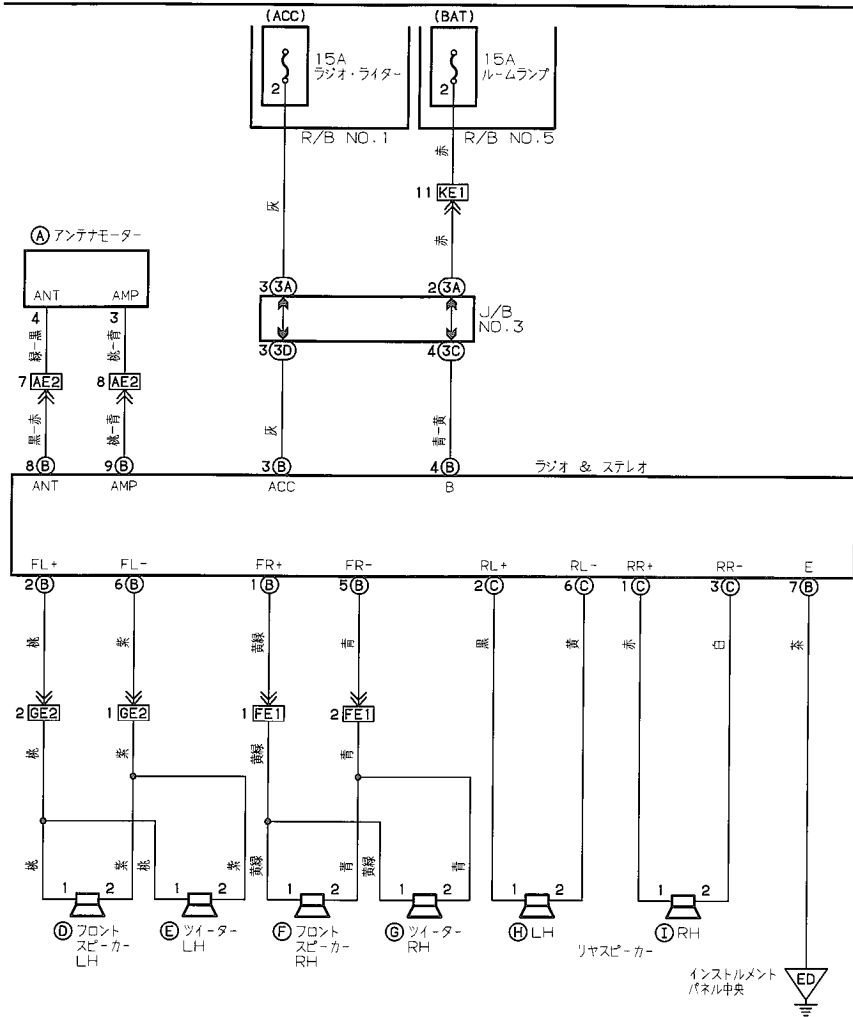 (ACC) (BAT)
15A
ラジオ・ライター
2
15A
ルームランプ
2
R/B NO.1
R/B NO.5
赤
11 KE1
灰
赤
Ⓐ アンテナモーター
ANT AMP
4 3
3 3A
2 3A
J/B
NO.3
緑-黒
桃-青
3 3D
4 3C
7 AE2
8 AE2
黒-赤
桃-青
灰
青-黄
8 Ⓑ
9 Ⓑ
3 Ⓑ
4 Ⓑ
ラジオ & ステレオ
ANT AMP ACC B
FL+ FL- FR+ FR- RL+ RL- RR+ RR- E
2 Ⓑ 6 Ⓑ 1 Ⓑ 5 Ⓑ 2 Ⓒ 6 Ⓒ 1 Ⓒ 3 Ⓒ 7 Ⓑ
桃 紫 黄緑 青 黒 黄 赤 白 茶
2 GE2 1 GE2 1 FE1 2 FE1
桃 紫 黄緑 青
桃 紫 桃 紫 黄緑 青 黄緑 青
1 2 1 2 1 2 1 2 1 2 1 2
Ⓓ フロント
スピーカー
LH
Ⓔ ツイーター
LH
Ⓕ フロント
スピーカー
RH
Ⓖ ツイーター
RH
Ⓗ LH
リヤスピーカー
Ⓘ RH
インストルメント
パネル中央
ED